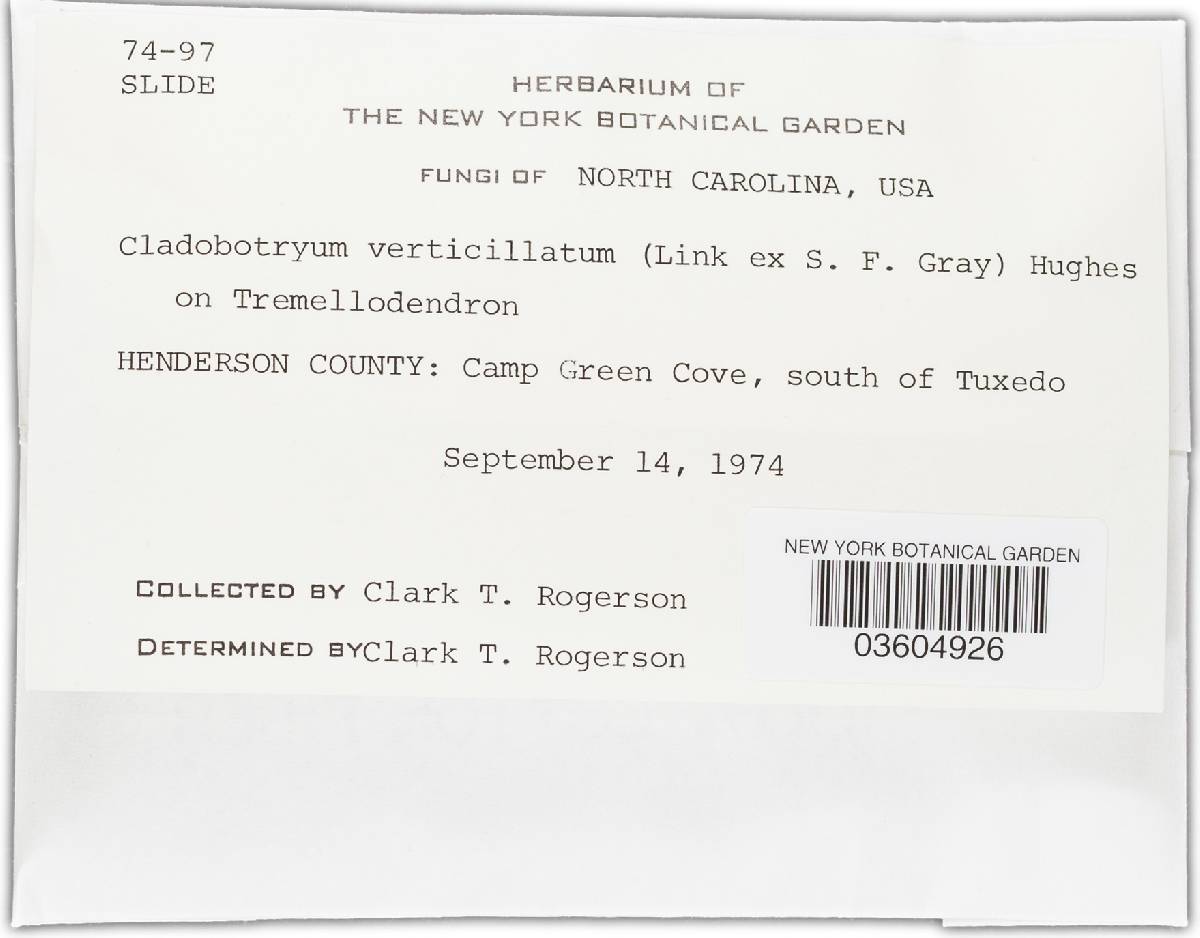 74-97
SLIDE
HERBARIUM OF
THE NEW YORK BOTANICAL GARDEN
FUNGI OF NORTH CAROLINA, USA
Cladobotryum verticillatum (Link ex S. F. Gray) Hughes
on Tremellodendron
HENDERSON COUNTY: Camp Green Cove, south of Tuxedo
September 14, 1974
COLLECTED BY Clark T. Rogerson
DETERMINED BY Clark T. Rogerson
NEW YORK BOTANICAL GARDEN
03604926